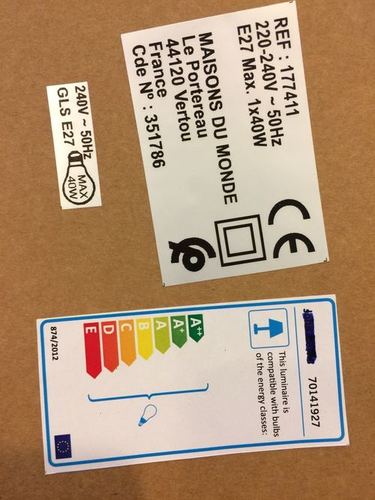 240V ~ 50Hz
GLS E27
MAX
40W
REF : 177411
220-240V ~ 50Hz
E27 Max. 1x40W
MAISONS DU MONDE
Le Portereau
44120 Vertou
France
Cde N° : 351786
CE
70141927
This luminaire is
compatible with bulbs
of the energy classes:
A++
A+
A
B
C
D
E
874/2012